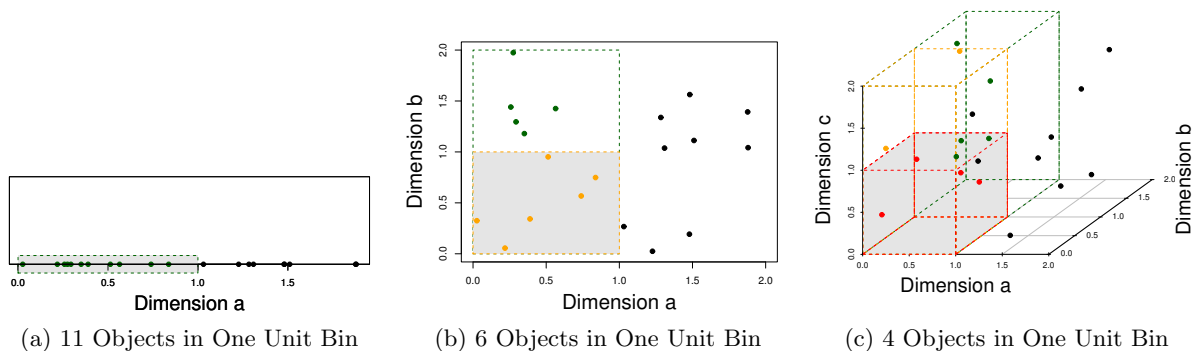 0.0 0.5 1.0 1.5
Dimension a
(a) 11 Objects in One Unit Bin
Dimension b
2.0
1.5
1.0
0.5
0.0
0.0 0.5 1.0 1.5 2.0
Dimension a
(b) 6 Objects in One Unit Bin
Dimension c
2.0
1.5
1.0
0.5
0.0
0.0 0.5 1.0 1.5 2.0
Dimension a
2.0
1.5
1.0
0.5
0.0
Dimension b
(c) 4 Objects in One Unit Bin